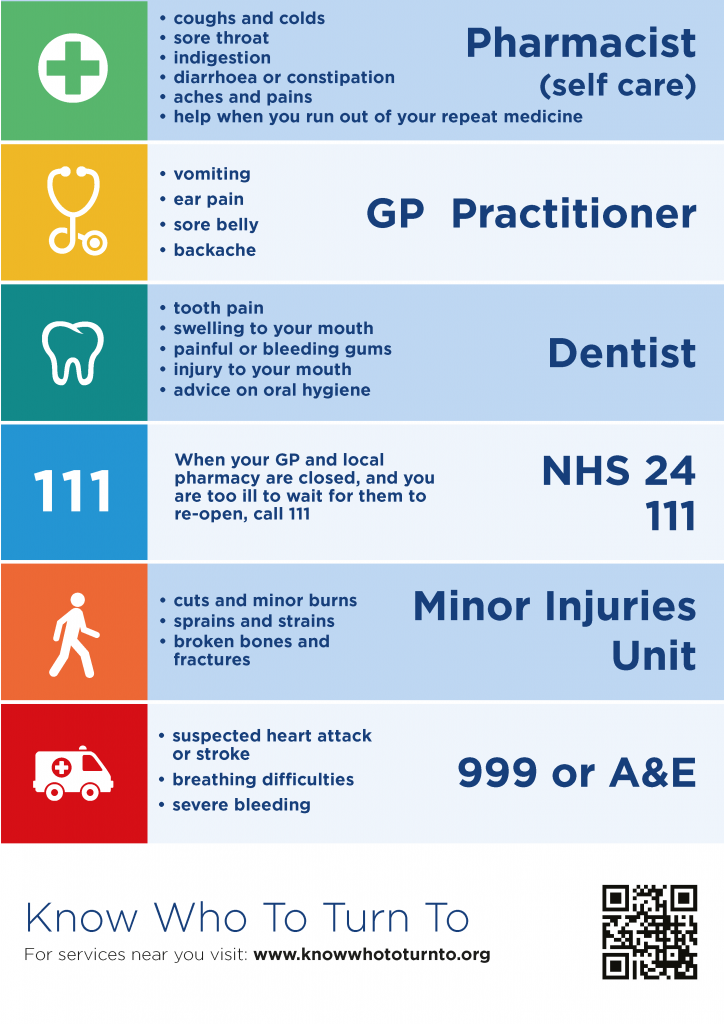 • coughs and colds
• sore throat
• indigestion
• diarrhoea or constipation
• aches and pains
• help when you run out of your repeat medicine
Pharmacist
(self care)
• vomiting
• ear pain
• sore belly
• backache
GP Practitioner
• tooth pain
• swelling to your mouth
• painful or bleeding gums
• injury to your mouth
• advice on oral hygiene
Dentist
111
When your GP and local
pharmacy are closed, and you
are too ill to wait for them to
re-open, call 111
NHS 24
111
• cuts and minor burns
• sprains and strains
• broken bones and
fractures
Minor Injuries
Unit
• suspected heart attack
or stroke
• breathing difficulties
• severe bleeding
999 or A&E
Know Who To Turn To
For services near you visit: www.knowwhototurnto.org